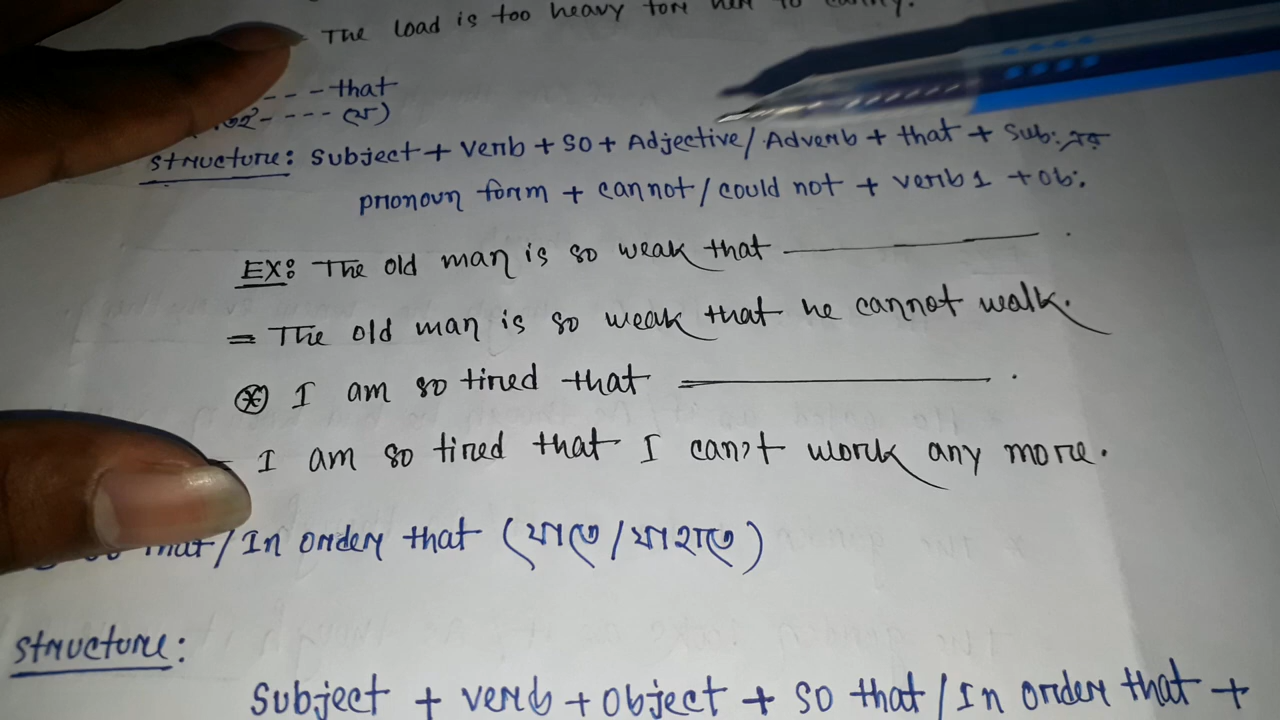 The load is too heavy for her to carry.
- - - - that
- - - - যে)
Structure: Subject + verb + so + Adjective/Adverb + that + Sub: এর
pronoun form + cannot/could not + verb 1 + ob:
EX: The old man is so weak that ————— .
= The old man is so weak that he cannot walk.
* I am so tired that ————— .
I am so tired that I can't work any more.
that/In order that (যাতে/যাহাতে)
Structure:
Subject + verb + object + so that/In order that +